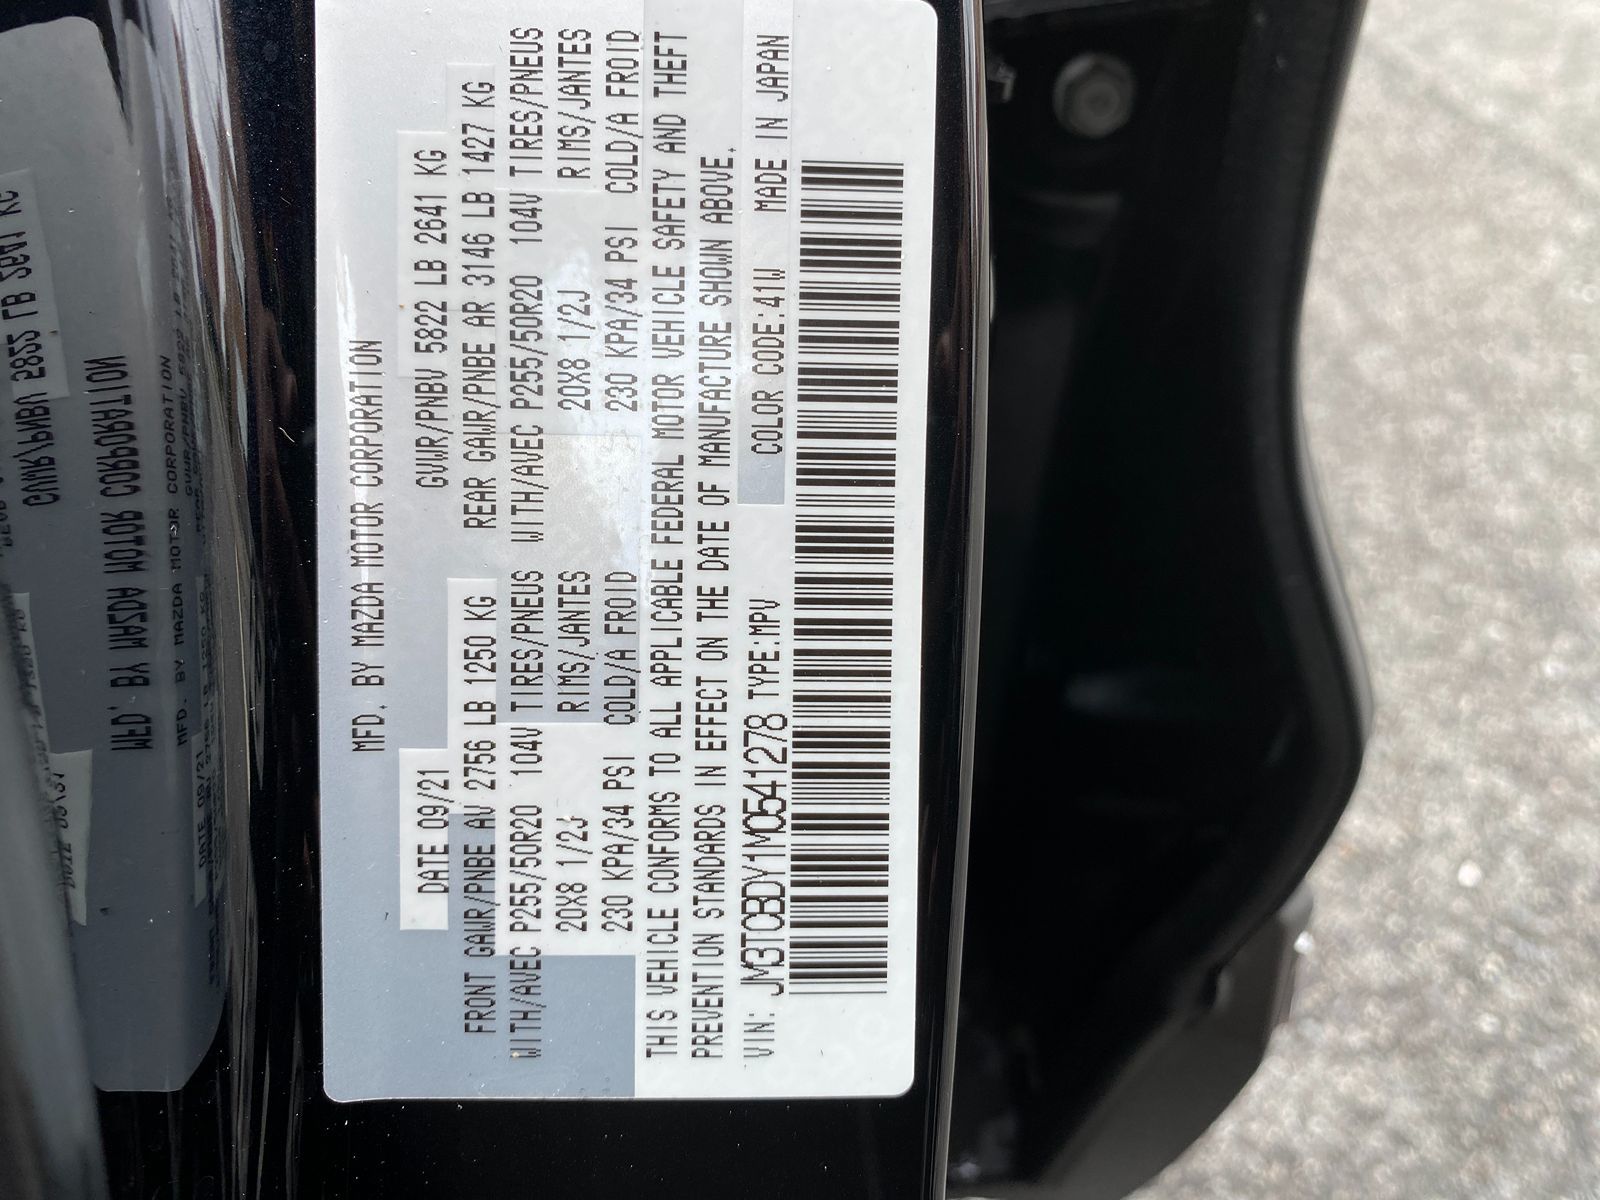 MFD. BY MAZDA MOTOR CORPORATION
DATE 09/21 GVWR/PNBV 5822 LB 2641 KG
FRONT GAWR/PNBE AV 2756 LB 1250 KG REAR GAWR/PNBE AR 3146 LB 1427 KG
WITH/AVEC P255/50R20 104V TIRES/PNEUS WITH/AVEC P255/50R20 104V TIRES/PNEUS
20X8 1/2J RIMS/JANTES 20X8 1/2J RIMS/JANTES
230 KPA/34 PSI COLD/A FROID 230 KPA/34 PSI COLD/A FROID
THIS VEHICLE CONFORMS TO ALL APPLICABLE FEDERAL MOTOR VEHICLE SAFETY AND THEFT
PREVENTION STANDARDS IN EFFECT ON THE DATE OF MANUFACTURE SHOWN ABOVE.
VIN: JM3TCBDY1M0541278 TYPE:MPV COLOR CODE:41W MADE IN JAPAN